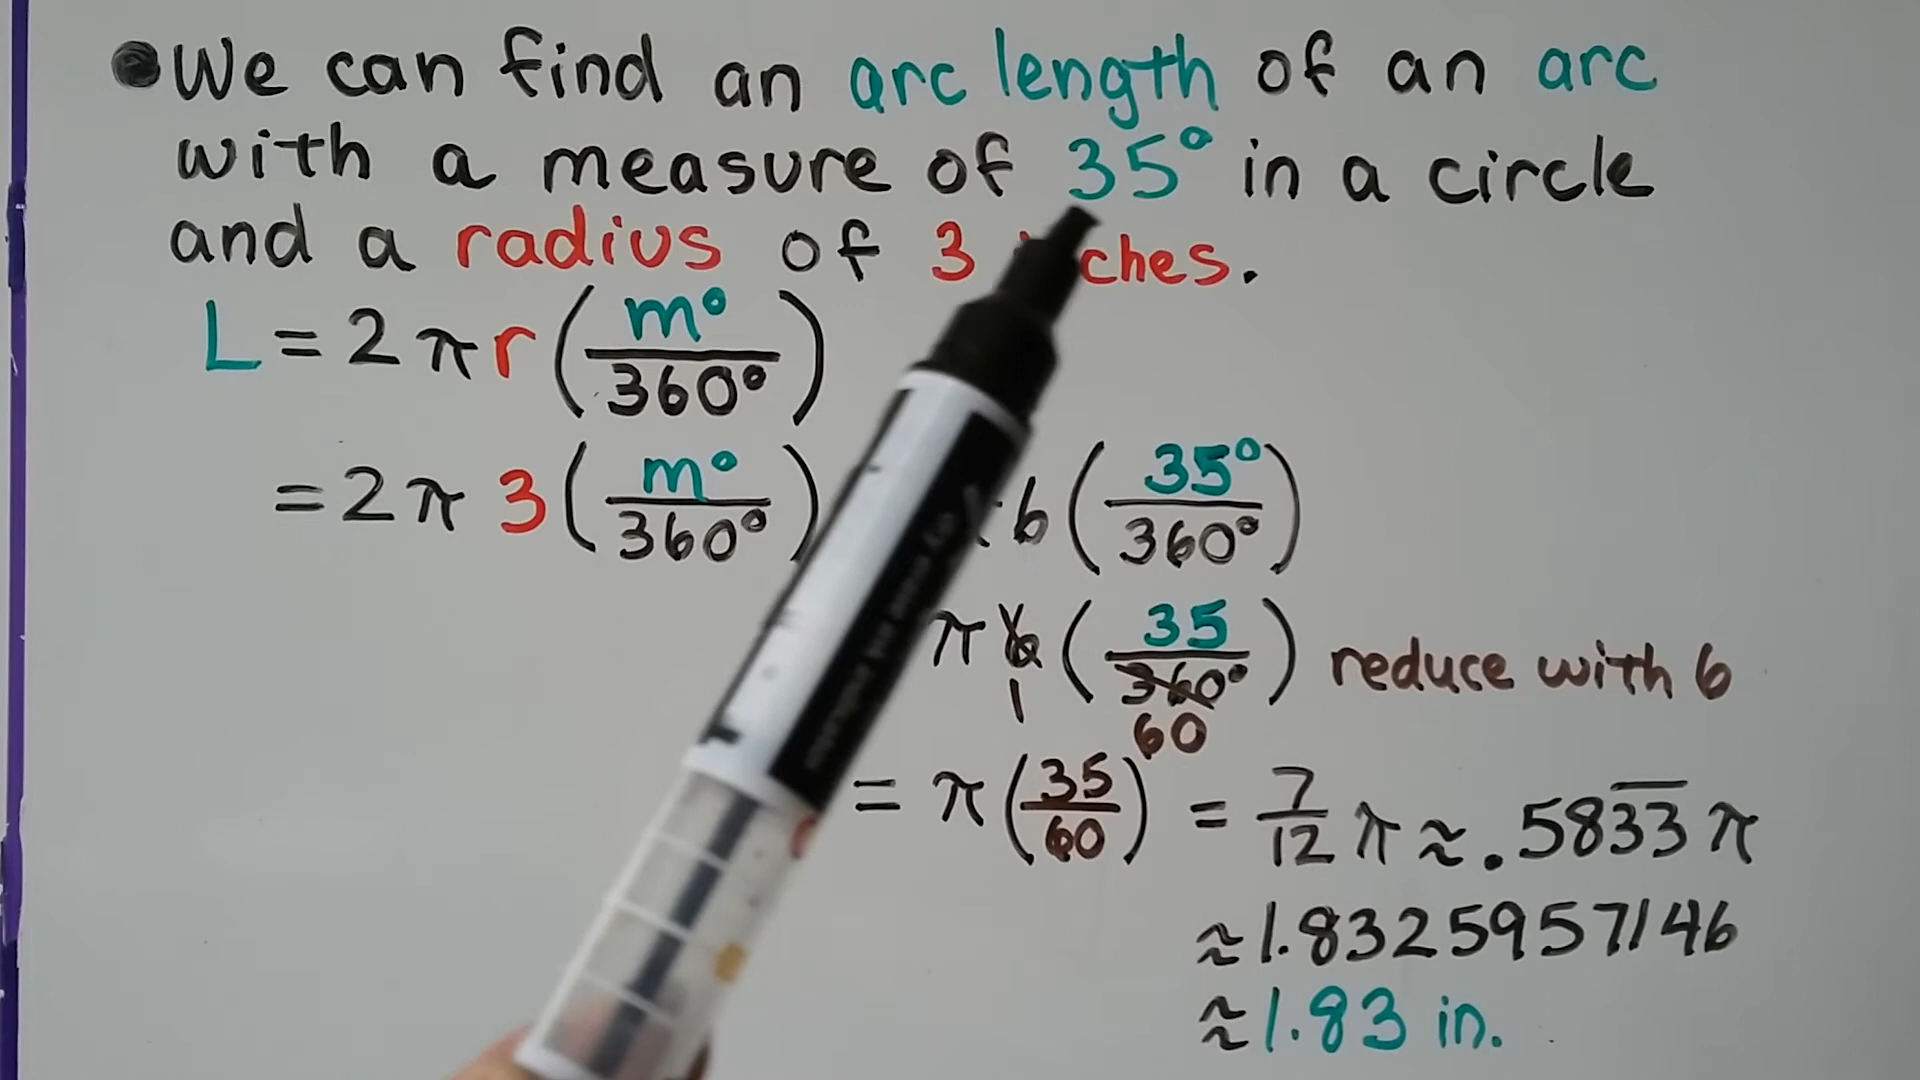 We can find an arc length of an arc
with a measure of 35° in a circle
and a radius of 3 ches.
L = 2πr(m°/360°)
= 2π 3(m°/360°) 6(35°/360°)
π 6 1 (35/360° 60) reduce with 6
= π(35/60) = 7/12 π ≈ .5833 π
≈ 1.8325957146
≈ 1.83 in.